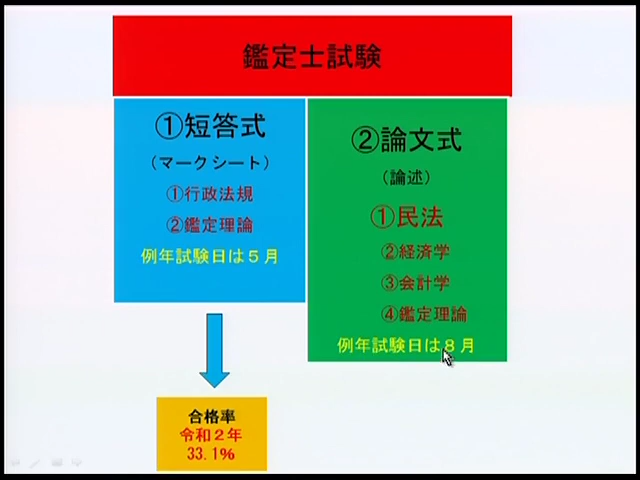 鑑定士試験
①短答式
（マークシート）
①行政法規
②鑑定理論
例年試験日は５月
②論文式
（論述）
①民法
②経済学
③会計学
④鑑定理論
例年試験日は８月
合格率
令和２年
33.1%